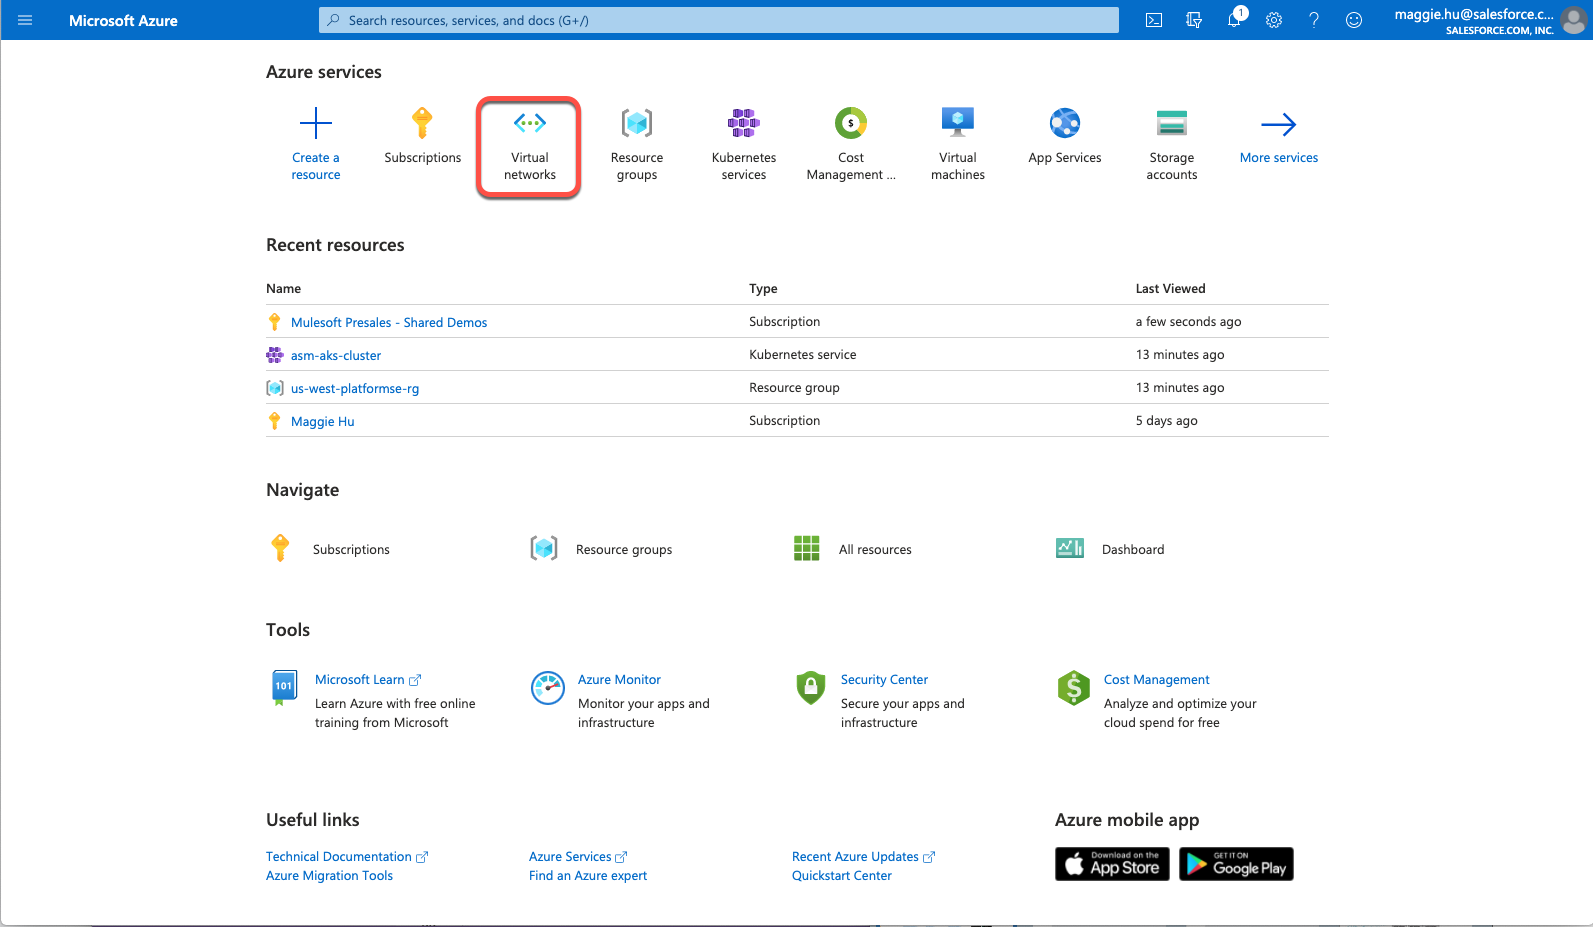 Microsoft Azure
Search resources, services, and docs (G+/)
1
maggie.hu@salesforce.c...
SALESFORCE.COM, INC.
Azure services
Create a
resource
Subscriptions
Virtual
networks
Resource
groups
Kubernetes
services
$
Cost
Management ...
Virtual
machines
App Services
Storage
accounts
More services
Recent resources
Name Type Last Viewed
Mulesoft Presales - Shared Demos Subscription a few seconds ago
asm-aks-cluster Kubernetes service 13 minutes ago
us-west-platformse-rg Resource group 13 minutes ago
Maggie Hu Subscription 5 days ago
Navigate
Subscriptions
Resource groups
All resources
Dashboard
Tools
101
Microsoft Learn
Learn Azure with free online
training from Microsoft
Azure Monitor
Monitor your apps and
infrastructure
Security Center
Secure your apps and
infrastructure
$
Cost Management
Analyze and optimize your
cloud spend for free
Useful links
Technical Documentation
Azure Migration Tools
Azure Services
Find an Azure expert
Recent Azure Updates
Quickstart Center
Azure mobile app
Download on the
App Store
GET IT ON
Google Play